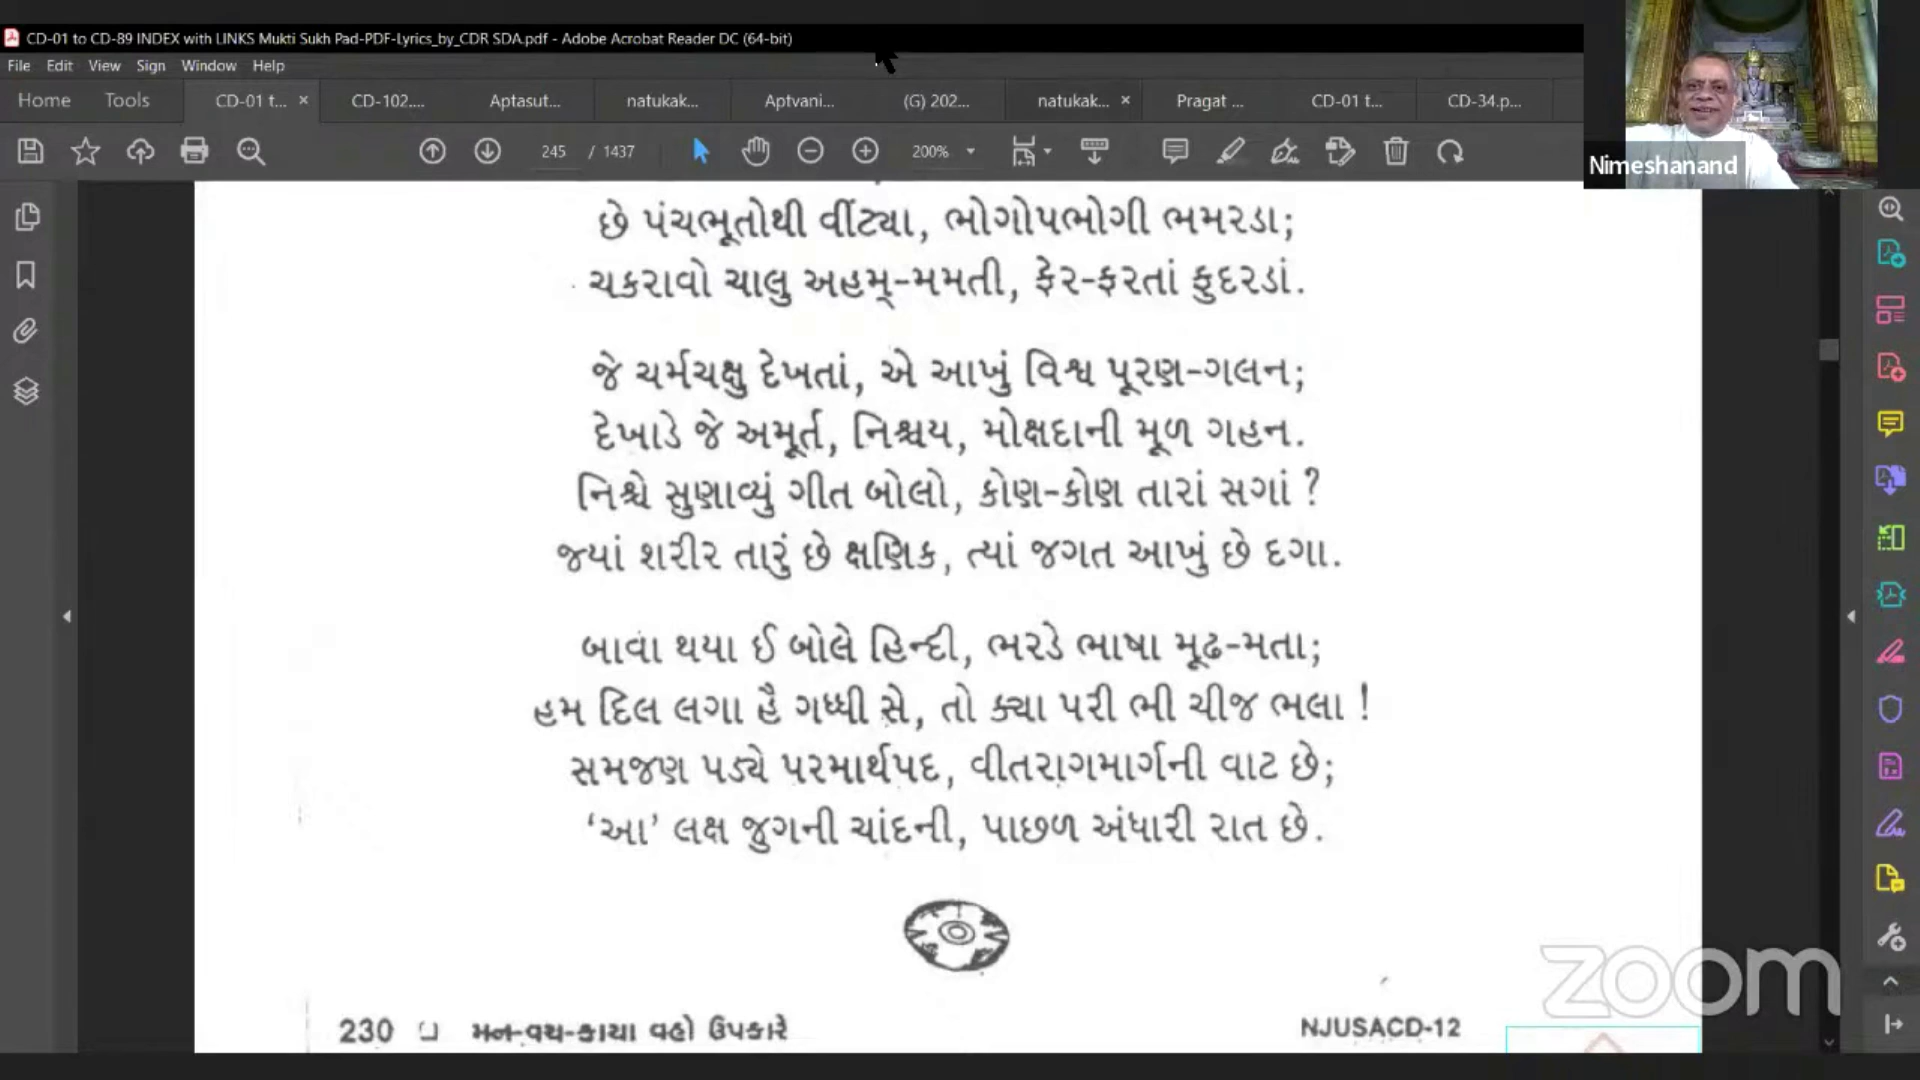 CD-01 to CD-89 INDEX with LINKS Mukti Sukh Pad-PDF-Lyrics_by_CDR SDA.pdf - Adobe Acrobat Reader DC (64-bit)
File Edit View Sign Window Help
Home Tools CD-01 t... × CD-102.... Aptasut... natukak... Aptvani... (G) 202... natukak... × Pragat ... CD-01 t... CD-34.p...
245 / 1437 200%
Nimeshanand
છે પંચભૂતોથી વીંટ્યા, ભોગોપભોગી ભમરડા;
ચકરાવો ચાલુ અહમ્-મમતી, ફેર-ફરતાં ફુદરડાં.
જે ચર્મચક્ષુ દેખતાં, એ આખું વિશ્વ પૂરણ-ગલન;
દેખાડે જે અમૂર્ત, નિશ્ચય, મોક્ષદાની મૂળ ગહન.
નિશ્ચે સુણાવ્યું ગીત બોલો, કોણ-કોણ તારાં સગાં ?
જ્યાં શરીર તારું છે ક્ષણિક, ત્યાં જગત આખું છે દગા.
બાવા થયા ઈ બોલે હિન્દી, ભરડે ભાષા મૂઢ-મતા;
હમ દિલ લગા હૈ ગધ્ધી સે, તો ક્યા પરી ભી ચીજ ભલા !
સમજણ પડ્યે પરમાર્થપદ, વીતરાગમાર્ગની વાટ છે;
‘આ’ લક્ષ જુગની ચાંદની, પાછળ અંધારી રાત છે.
zoom
230 ❑ મન-વચ-કાયા વહો ઉપકારે NJUSACD-12